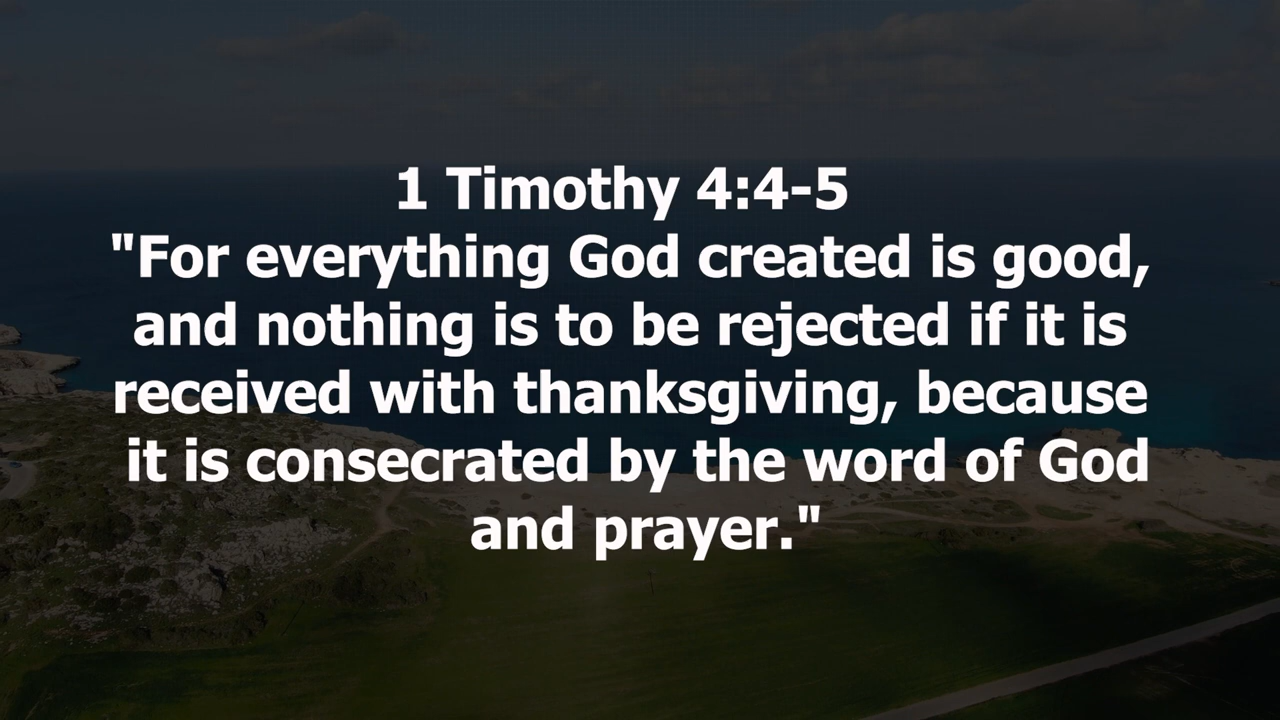 1 Timothy 4:4-5
"For everything God created is good,
and nothing is to be rejected if it is
received with thanksgiving, because
it is consecrated by the word of God
and prayer."